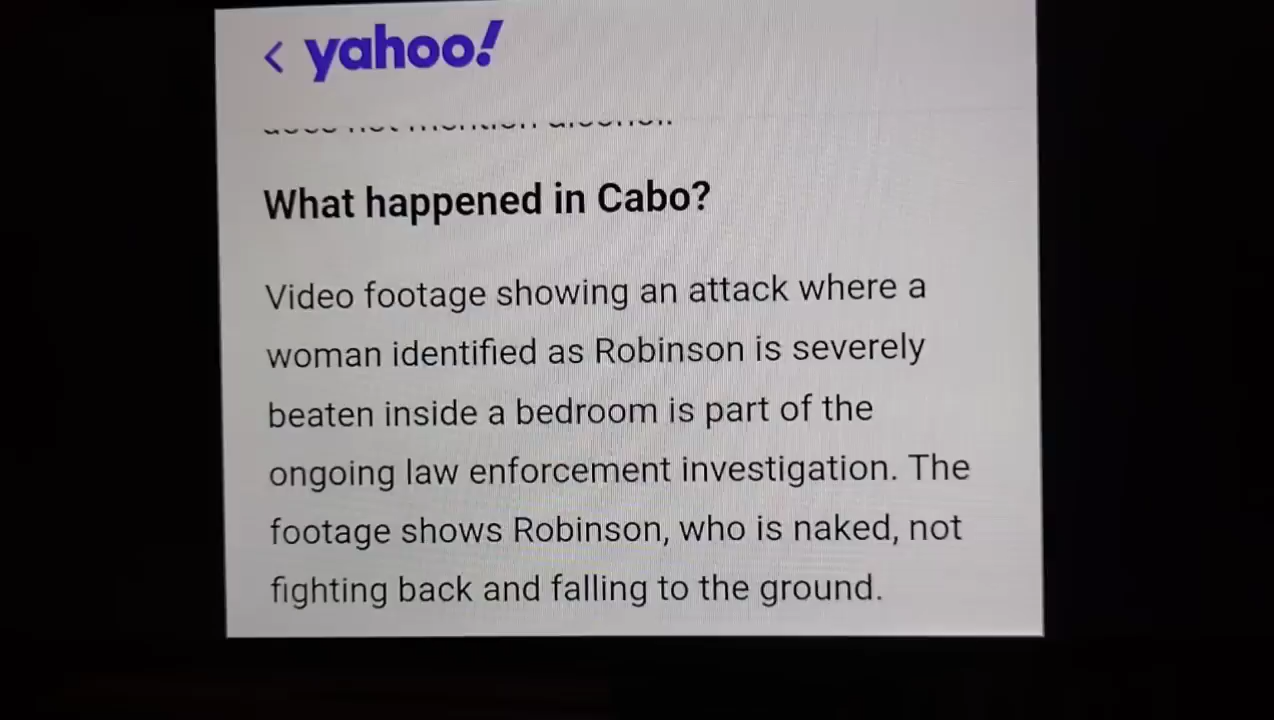 < yahoo!
What happened in Cabo?
Video footage showing an attack where a
woman identified as Robinson is severely
beaten inside a bedroom is part of the
ongoing law enforcement investigation. The
footage shows Robinson, who is naked, not
fighting back and falling to the ground.